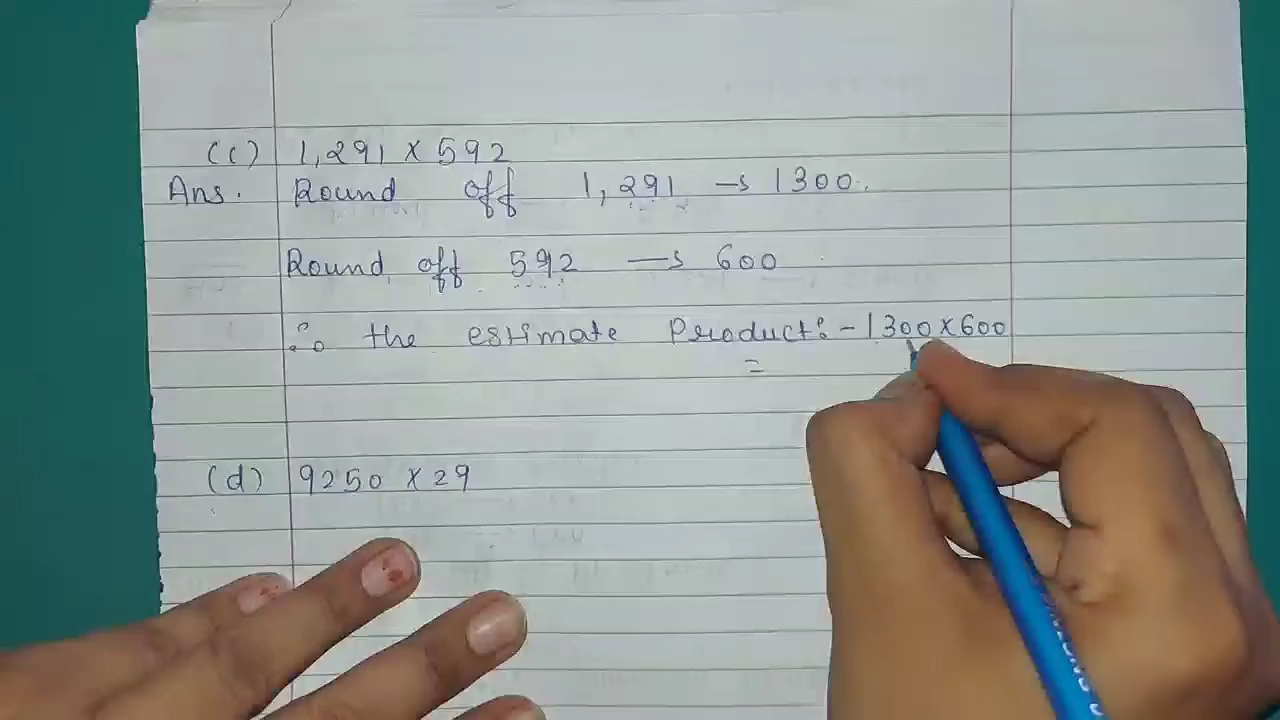 (c) 1,291 × 592
Ans. Round off 1,291 → 1300.
Round off 592 → 600
∴ the estimate Product:- 1300×600
=
(d) 9250 × 29